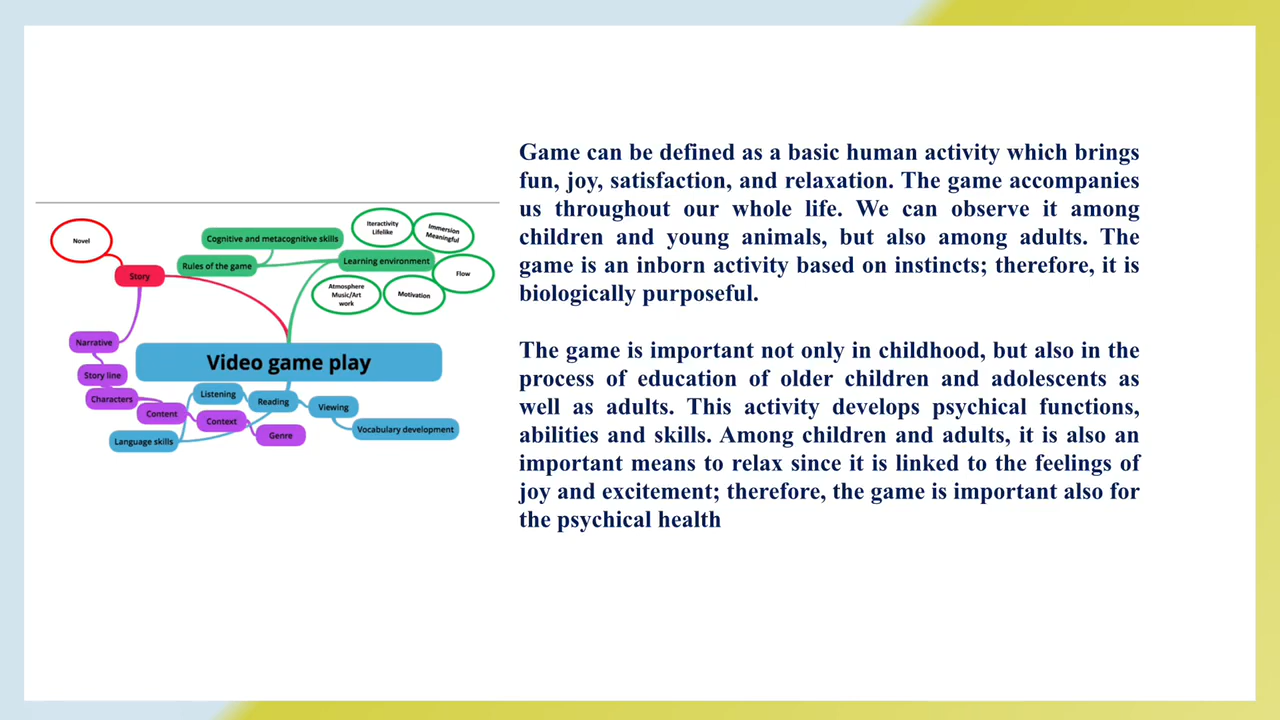 Novel
Story
Cognitive and metacognitive skills
Rules of the game
Iteractivity
Lifelike
Immersion
Meaningful
Learning environment
Flow
Atmosphere
Music/Art
work
Motivation
Narrative
Story line
Characters
Content
Context
Genre
Video game play
Listening
Reading
Viewing
Vocabulary development
Language skills
Game can be defined as a basic human activity which brings
fun, joy, satisfaction, and relaxation. The game accompanies
us throughout our whole life. We can observe it among
children and young animals, but also among adults. The
game is an inborn activity based on instincts; therefore, it is
biologically purposeful.
The game is important not only in childhood, but also in the
process of education of older children and adolescents as
well as adults. This activity develops psychical functions,
abilities and skills. Among children and adults, it is also an
important means to relax since it is linked to the feelings of
joy and excitement; therefore, the game is important also for
the psychical health